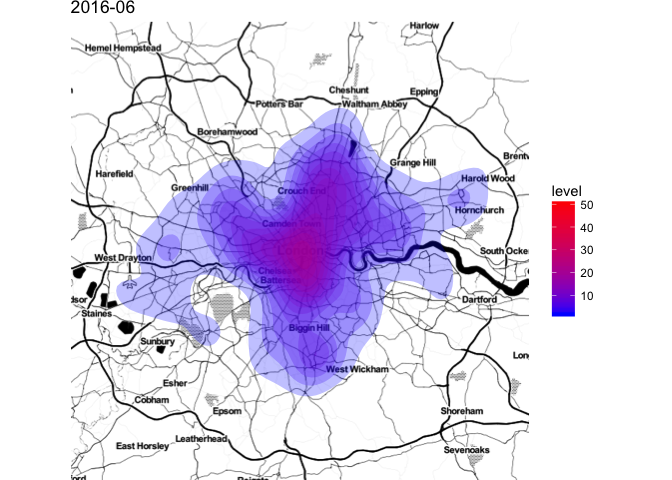 2016-06
Harlow
Hemel Hempstead
Cheshunt
Epping
Potters Bar
Waltham Abbey
Borehamwood
Grange Hill
Brentw
Harefield
Harold Wood
Greenhill
Crouch End
level
Hornchurch
50
Camden Town
40
South Ocke
West Drayton
30
Chelsea
Battersea
20
dsor
Dartford
10
Staines
Biggin Hill
Sunbury
Lon
West Wickham
Esher
Cobham
Epsom
Shoreham
Leatherhead
East Horsley
Sevenoaks